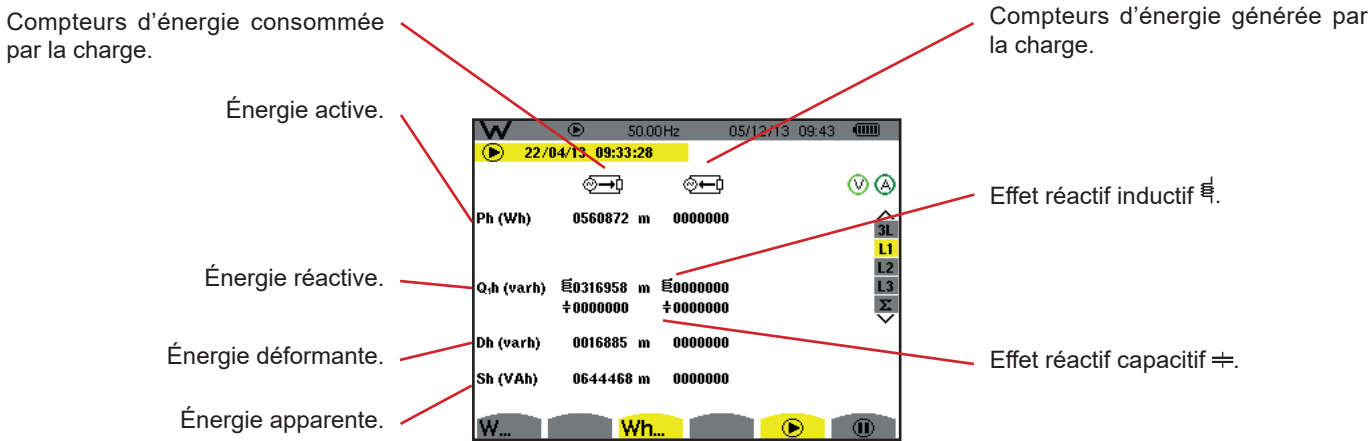 Compteurs d'énergie consommée
par la charge.
Compteurs d'énergie générée par
la charge.
Énergie active.
W 50.00Hz 05/12/13 09:43
22/04/13 09:33:28
V A
Effet réactif inductif .
Ph (Wh) 0560872 m 0000000
3L
L1
L2
L3
Σ
Énergie réactive.
Q₁h (varh) 0316958 m 0000000
0000000 0000000
Énergie déformante.
Dh (varh) 0016885 m 0000000
Effet réactif capacitif .
Sh (VAh) 0644468 m 0000000
Énergie apparente.
W... Wh...